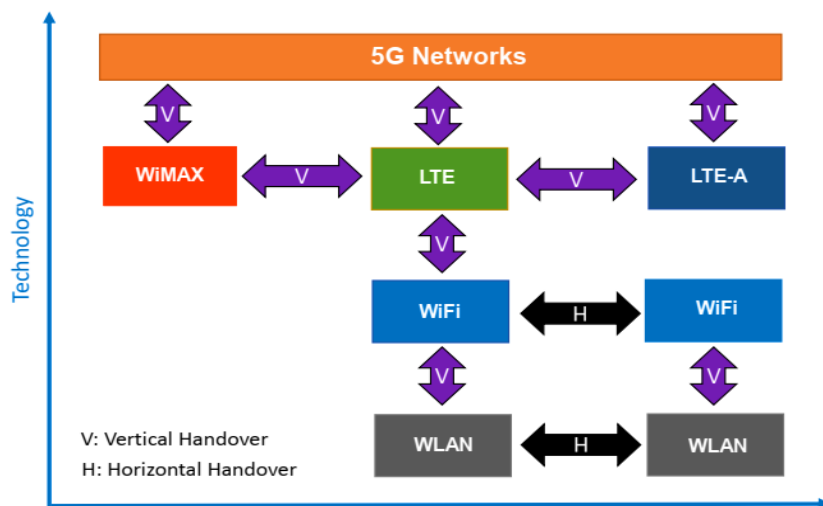 5G Networks
V
V
V
WiMAX
V
LTE
V
LTE-A
V
Technology
WiFi
H
WiFi
V
V
V: Vertical Handover
WLAN
H
WLAN
H: Horizontal Handover